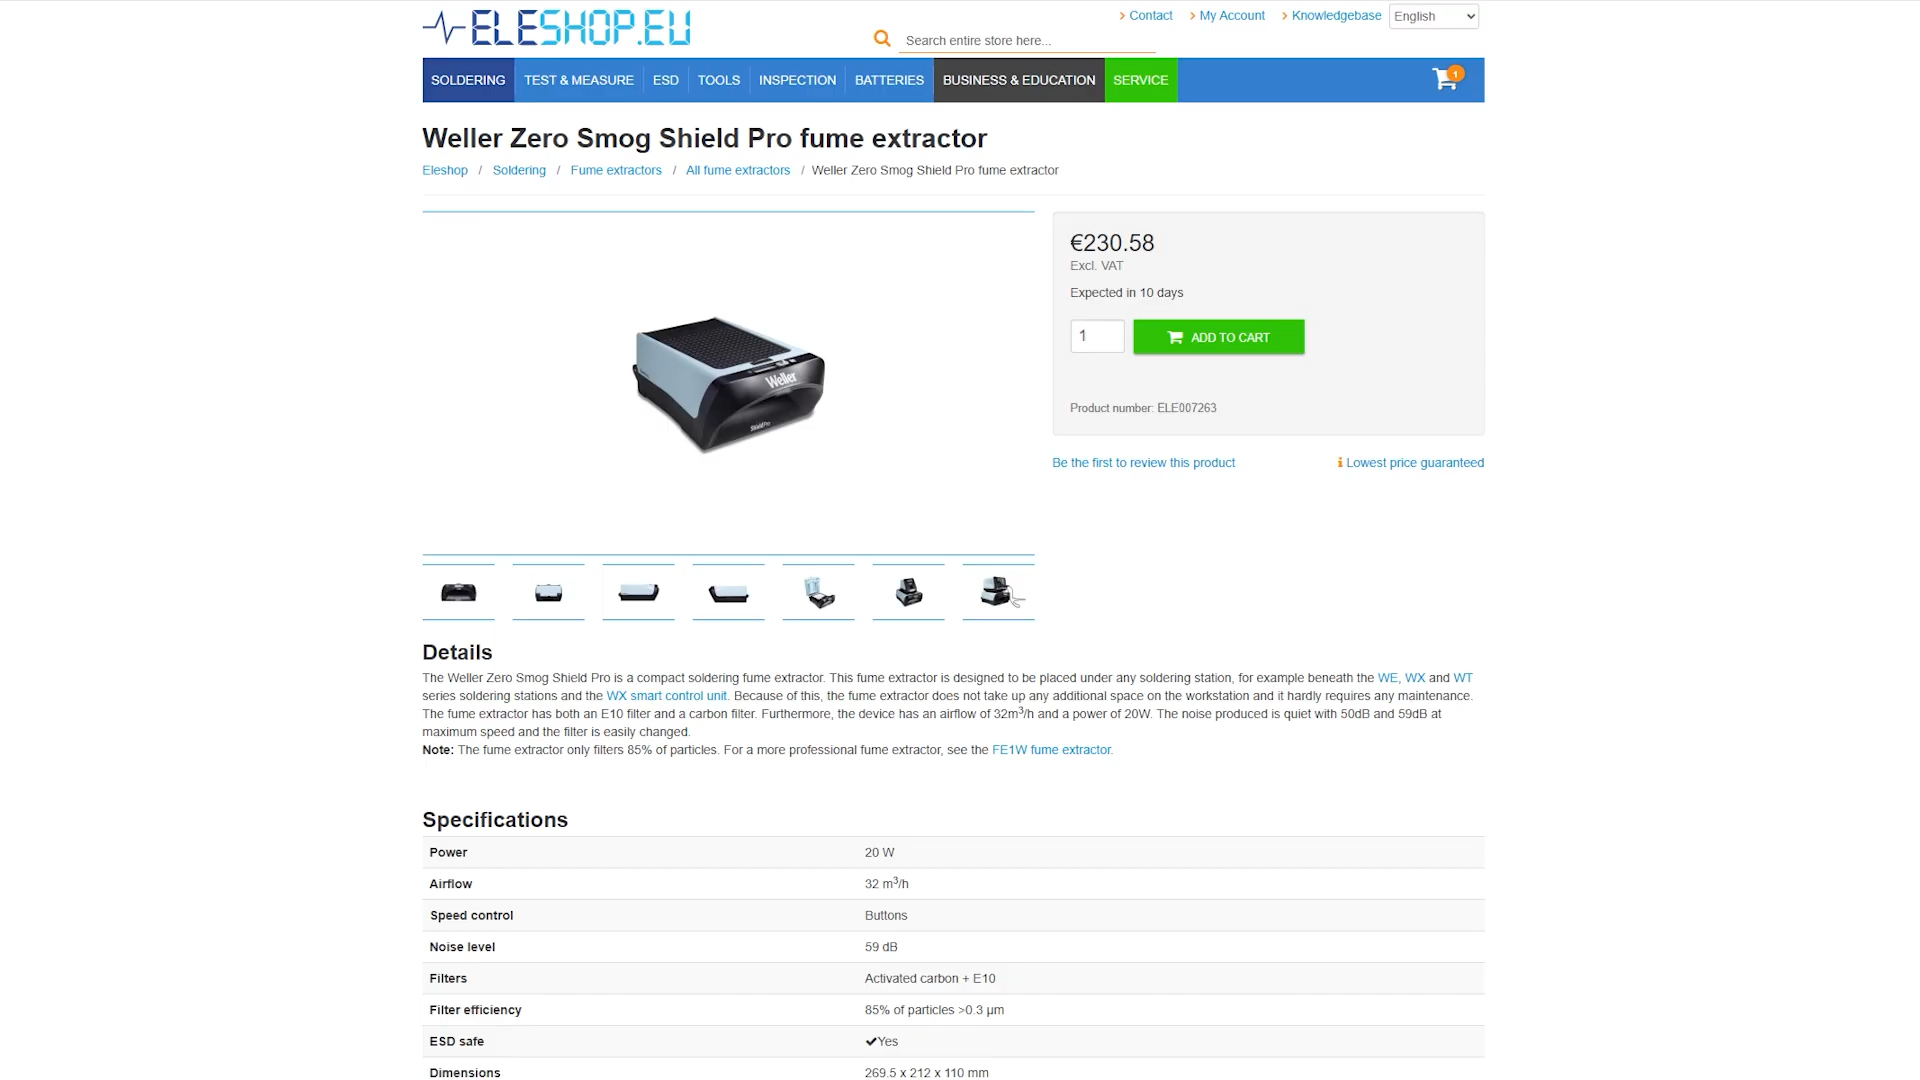 ELESHOP.EU
Contact
My Account
Knowledgebase
English
Search entire store here...
SOLDERING
TEST & MEASURE
ESD
TOOLS
INSPECTION
BATTERIES
BUSINESS & EDUCATION
SERVICE
1
Weller Zero Smog Shield Pro fume extractor
Eleshop / Soldering / Fume extractors / All fume extractors / Weller Zero Smog Shield Pro fume extractor
Weller
Shield Pro
€230.58
Excl. VAT
Expected in 10 days
1
ADD TO CART
Product number: ELE007263
Be the first to review this product
Lowest price guaranteed
Details
The Weller Zero Smog Shield Pro is a compact soldering fume extractor. This fume extractor is designed to be placed under any soldering station, for example beneath the WE, WX and WT
series soldering stations and the WX smart control unit. Because of this, the fume extractor does not take up any additional space on the workstation and it hardly requires any maintenance.
The fume extractor has both an E10 filter and a carbon filter. Furthermore, the device has an airflow of 32m³/h and a power of 20W. The noise produced is quiet with 50dB and 59dB at
maximum speed and the filter is easily changed.
Note: The fume extractor only filters 85% of particles. For a more professional fume extractor, see the FE1W fume extractor.
Specifications
Power 20 W
Airflow 32 m³/h
Speed control Buttons
Noise level 59 dB
Filters Activated carbon + E10
Filter efficiency 85% of particles >0.3 µm
ESD safe ✔Yes
Dimensions 269.5 x 212 x 110 mm